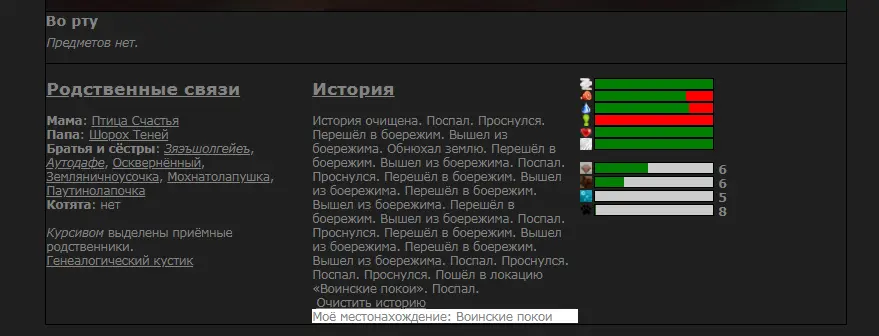 Во рту
Предметов нет.
Родственные связи
Мама: Птица Счастья
Папа: Шорох Теней
Братья и сёстры: Зяэъшолгейеъ,
Аутодафе, Осквернённый,
Земляничноусочка, Мохнатолапушка,
Паутинолапочка
Котята: нет
Курсивом выделены приёмные
родственники.
Генеалогический кустик
История
История очищена. Поспал. Проснулся.
Перешёл в боережим. Вышел из
боережима. Обнюхал землю. Перешёл в
боережим. Вышел из боережима. Поспал.
Проснулся. Перешёл в боережим. Вышел
из боережима. Перешёл в боережим.
Вышел из боережима. Перешёл в
боережим. Вышел из боережима. Поспал.
Проснулся. Перешёл в боережим. Вышел
из боережима. Перешёл в боережим.
Вышел из боережима. Поспал. Проснулся.
Поспал. Проснулся. Пошёл в локацию
«Воинские покои». Поспал.
Очистить историю
Моё местонахождение: Воинские покои
6
6
5
8